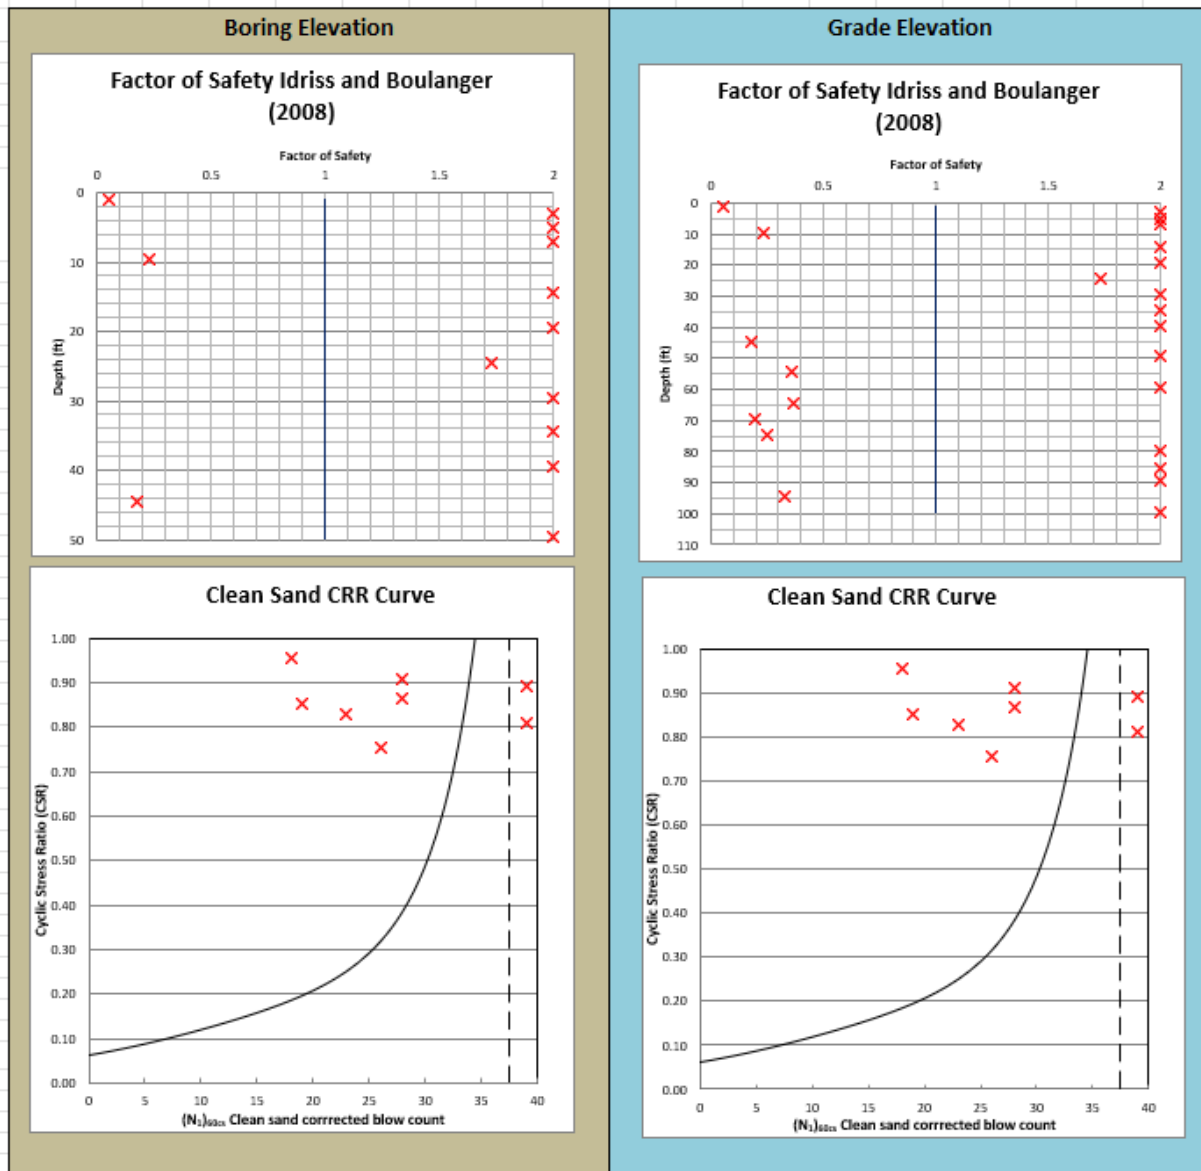 Boring Elevation
Factor of Safety Idriss and Boulanger
(2008)
Factor of Safety
0 0.5 1 1.5 2
0
10
20
30
40
50
Depth (ft)
Clean Sand CRR Curve
1.00
0.90
0.80
0.70
0.60
0.50
0.40
0.30
0.20
0.10
0.00
Cyclic Stress Ratio (CSR)
0 5 10 15 20 25 30 35 40
(N₁)₆₀cs Clean sand corrrected blow count
Grade Elevation
Factor of Safety Idriss and Boulanger
(2008)
Factor of Safety
0 0.5 1 1.5 2
0
10
20
30
40
50
60
70
80
90
100
110
Depth (ft)
Clean Sand CRR Curve
1.00
0.90
0.80
0.70
0.60
0.50
0.40
0.30
0.20
0.10
0.00
Cyclic Stress Ratio (CSR)
0 5 10 15 20 25 30 35 40
(N₁)₆₀cs Clean sand corrrected blow count